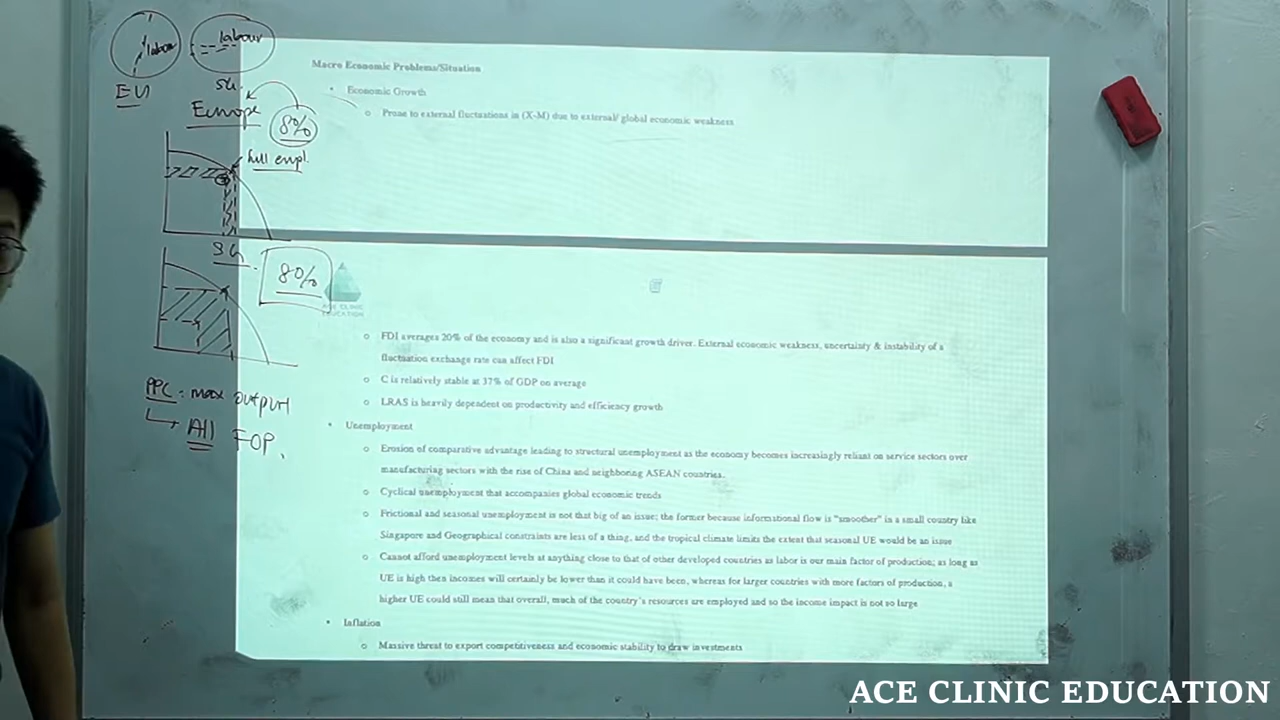 labour
labour
EU
Europe
8%
full empl.
8%
PPC: max output
All FOP.
Macro Economic Problems/Situation
• Economic Growth
o Prone to external fluctuations in (X-M) due to external/ global economic weakness
ACE CLINIC
EDUCATION
o FDI averages 20% of the economy and is also a significant growth driver. External economic weakness, uncertainty & instability of a
fluctuation exchange rate can affect FDI
o C is relatively stable at 37% of GDP on average
o LRAS is heavily dependent on productivity and efficiency growth
• Unemployment
o Erosion of comparative advantage leading to structural unemployment as the economy becomes increasingly reliant on service sectors over
manufacturing sectors with the rise of China and neighboring ASEAN countries.
o Cyclical unemployment that accompanies global economic trends
o Frictional and seasonal unemployment is not that big of an issue; the former because informational flow is "smoother" in a small country like
Singapore and Geographical constraints are less of a thing, and the tropical climate limits the extent that seasonal UE would be an issue
o Cannot afford unemployment levels at anything close to that of other developed countries as labor is our main factor of production; as long as
UE is high then incomes will certainly be lower than it could have been, whereas for larger countries with more factors of production, a
higher UE could still mean that overall, much of the country's resources are employed and so the income impact is not so large
• Inflation
o Massive threat to export competitiveness and economic stability to draw investments
ACE CLINIC EDUCATION